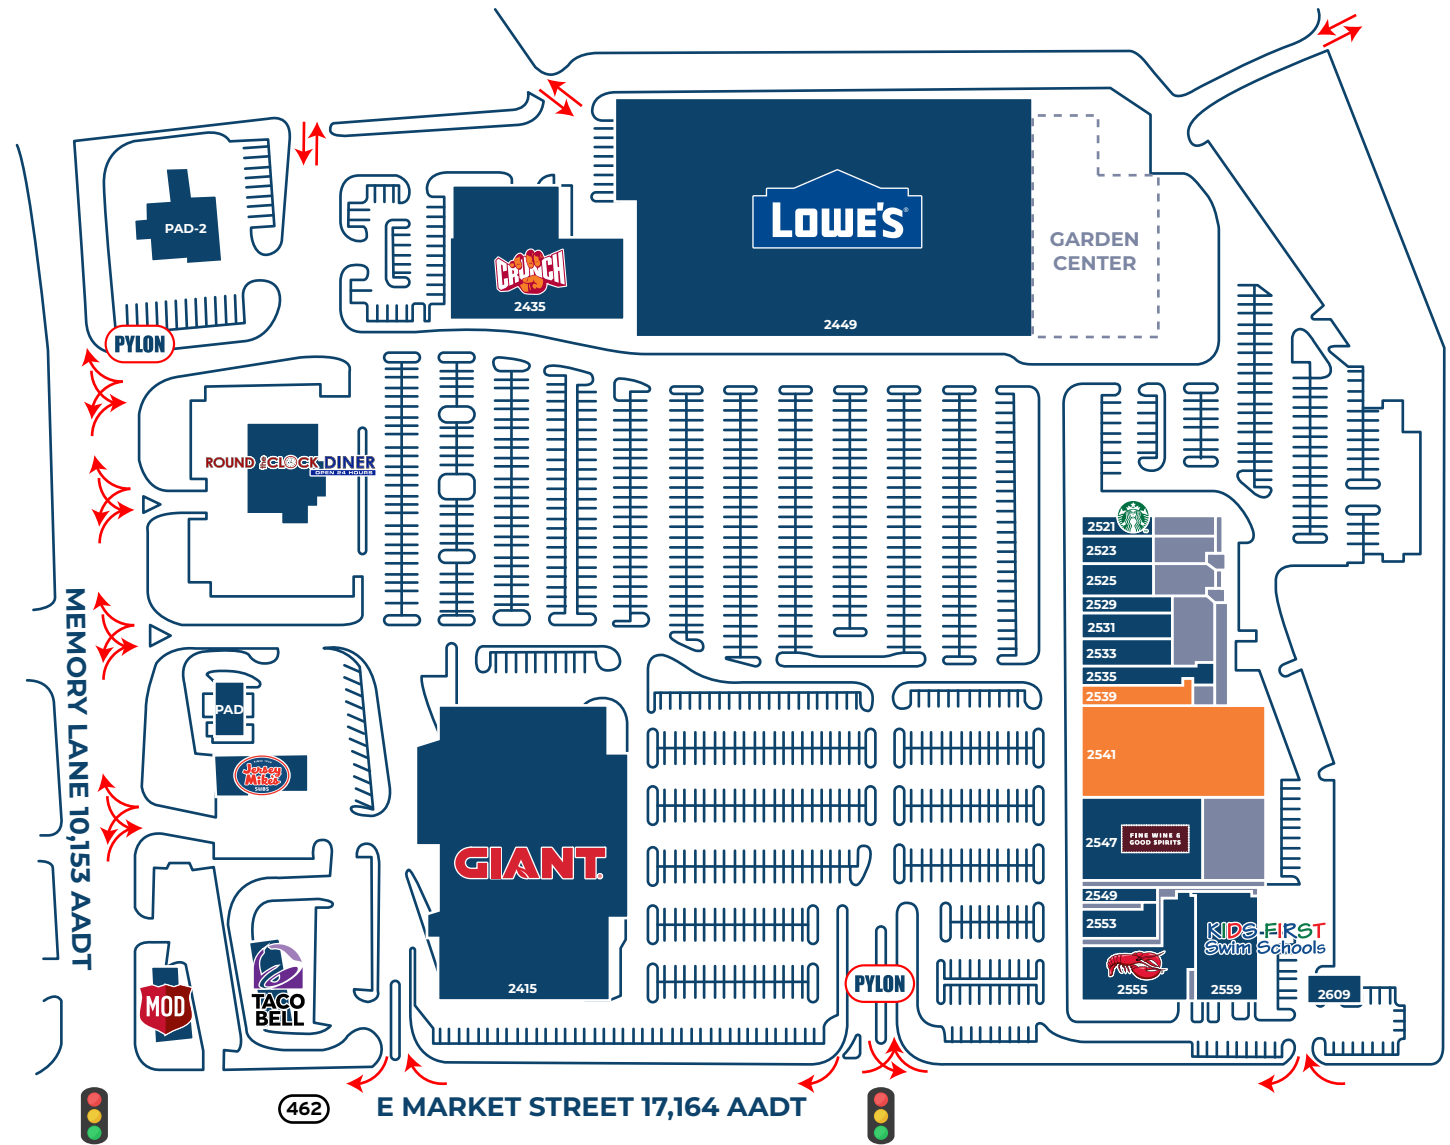 PAD-2
PYLON
CRUNCH
2435
LOWE'S
2449
GARDEN
CENTER
ROUND the CLOCK DINER
OPEN 24 HOURS
MEMORY LANE 10,153 AADT
PAD
Jersey
Mike's
SUBS
MOD
TACO
BELL
GIANT
2415
PYLON
2521
2523
2525
2529
2531
2533
2535
2539
2541
2547
FINE WINE &
GOOD SPIRITS
2549
2553
KIDS-FIRST
Swim Schools
2555
2559
2609
462
E MARKET STREET 17,164 AADT